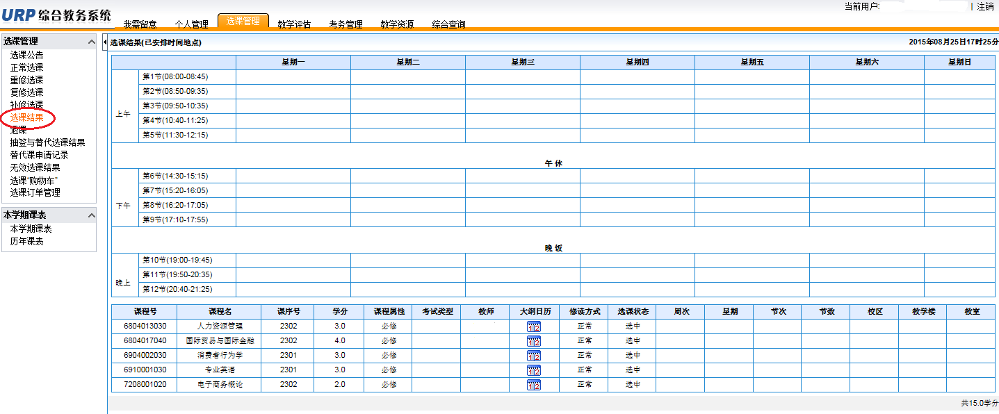 当前用户: | 注销
URP 综合教务系统
我需留意 个人管理 选课管理 教学评估 考务管理 教学资源 综合查询
选课管理
选课公告
正常选课
重修选课
复修选课
补修选课
选课结果
退课
抽签与替代选课结果
替代课申请记录
无效选课结果
选课“购物车”
选课订单管理
本学期课表
本学期课表
历年课表
选课结果(已安排时间地点) 2015年08月25日17时25分
星期一 星期二 星期三 星期四 星期五 星期六 星期日
上午
第1节(08:00-08:45)
第2节(08:50-09:35)
第3节(09:50-10:35)
第4节(10:40-11:25)
第5节(11:30-12:15)
午 休
下午
第6节(14:30-15:15)
第7节(15:20-16:05)
第8节(16:20-17:05)
第9节(17:10-17:55)
晚 饭
晚上
第10节(19:00-19:45)
第11节(19:50-20:35)
第12节(20:40-21:25)
课程号 课程名 课序号 学分 课程属性 考试类型 教师 大纲日历 修读方式 选课状态 周次 星期 节次 节数 校区 教学楼 教室
6804013030 人力资源管理 2302 3.0 必修 12 正常 选中
6804017040 国际贸易与国际金融 2302 4.0 必修 12 正常 选中
6904002030 消费者行为学 2301 3.0 必修 12 正常 选中
6910001030 专业英语 2301 3.0 必修 12 正常 选中
7208001020 电子商务概论 2302 2.0 必修 12 正常 选中
共15.0学分